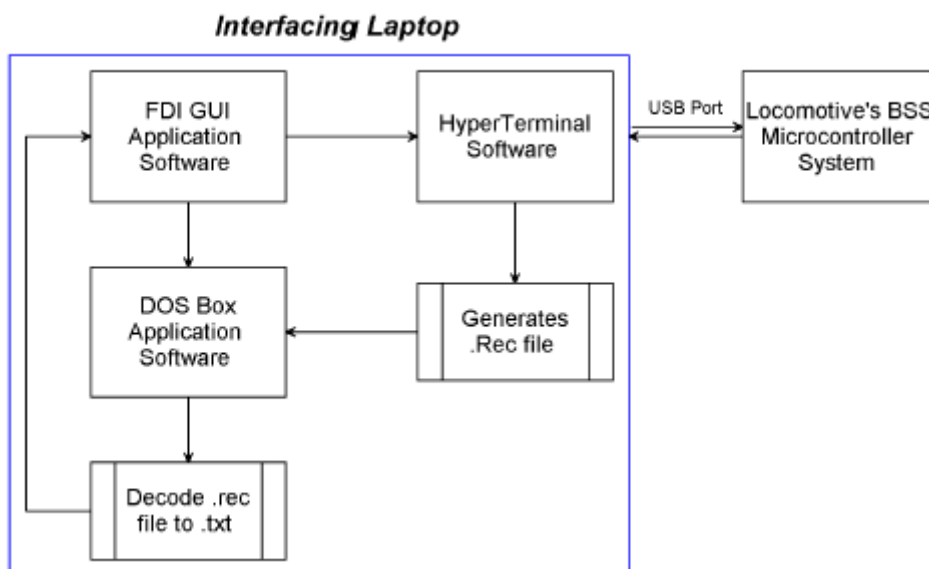 Interfacing Laptop
FDI GUI
Application
Software
HyperTerminal
Software
USB Port
Locomotive's BSS
Microcontroller
System
DOS Box
Application
Software
Generates
.Rec file
Decode .rec
file to .txt